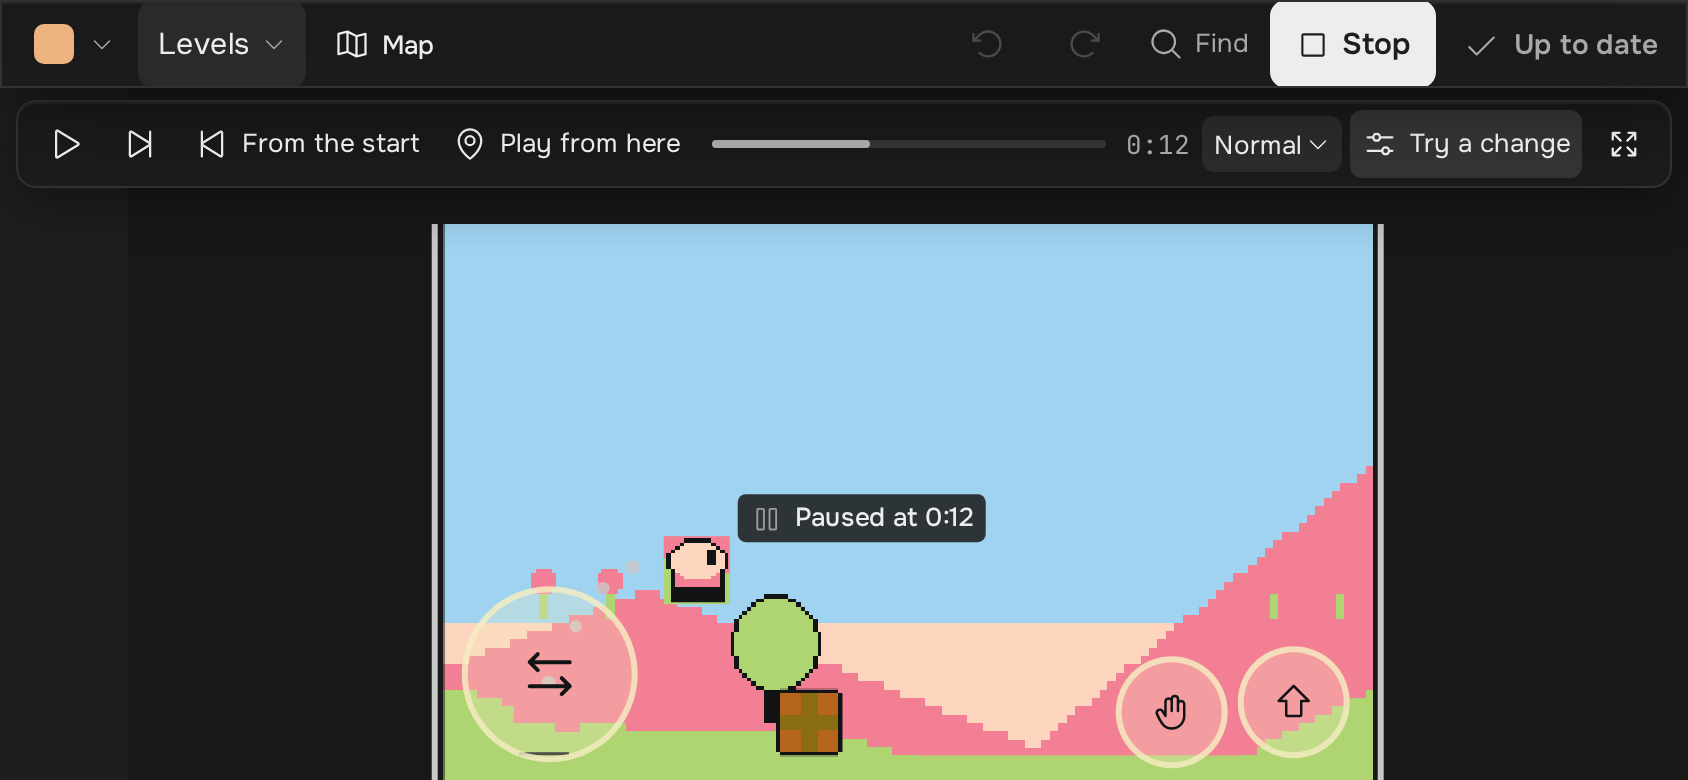 Levels
Map
Find
Stop
Up to date
From the start
Play from here
0:12
Normal
Try a change
Paused at 0:12